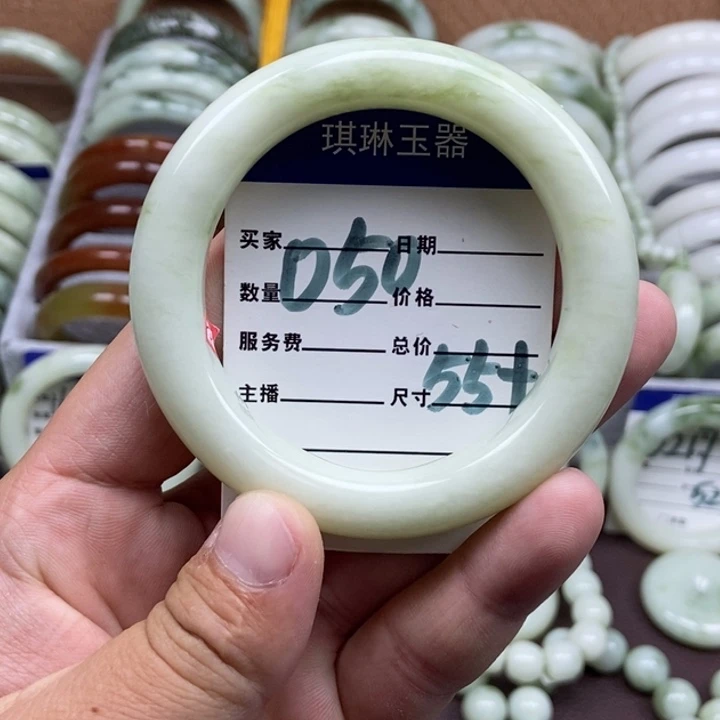 琪琳玉器
买家 日期
数量 价格
D50
服务费 总价
主播 尺寸 55+